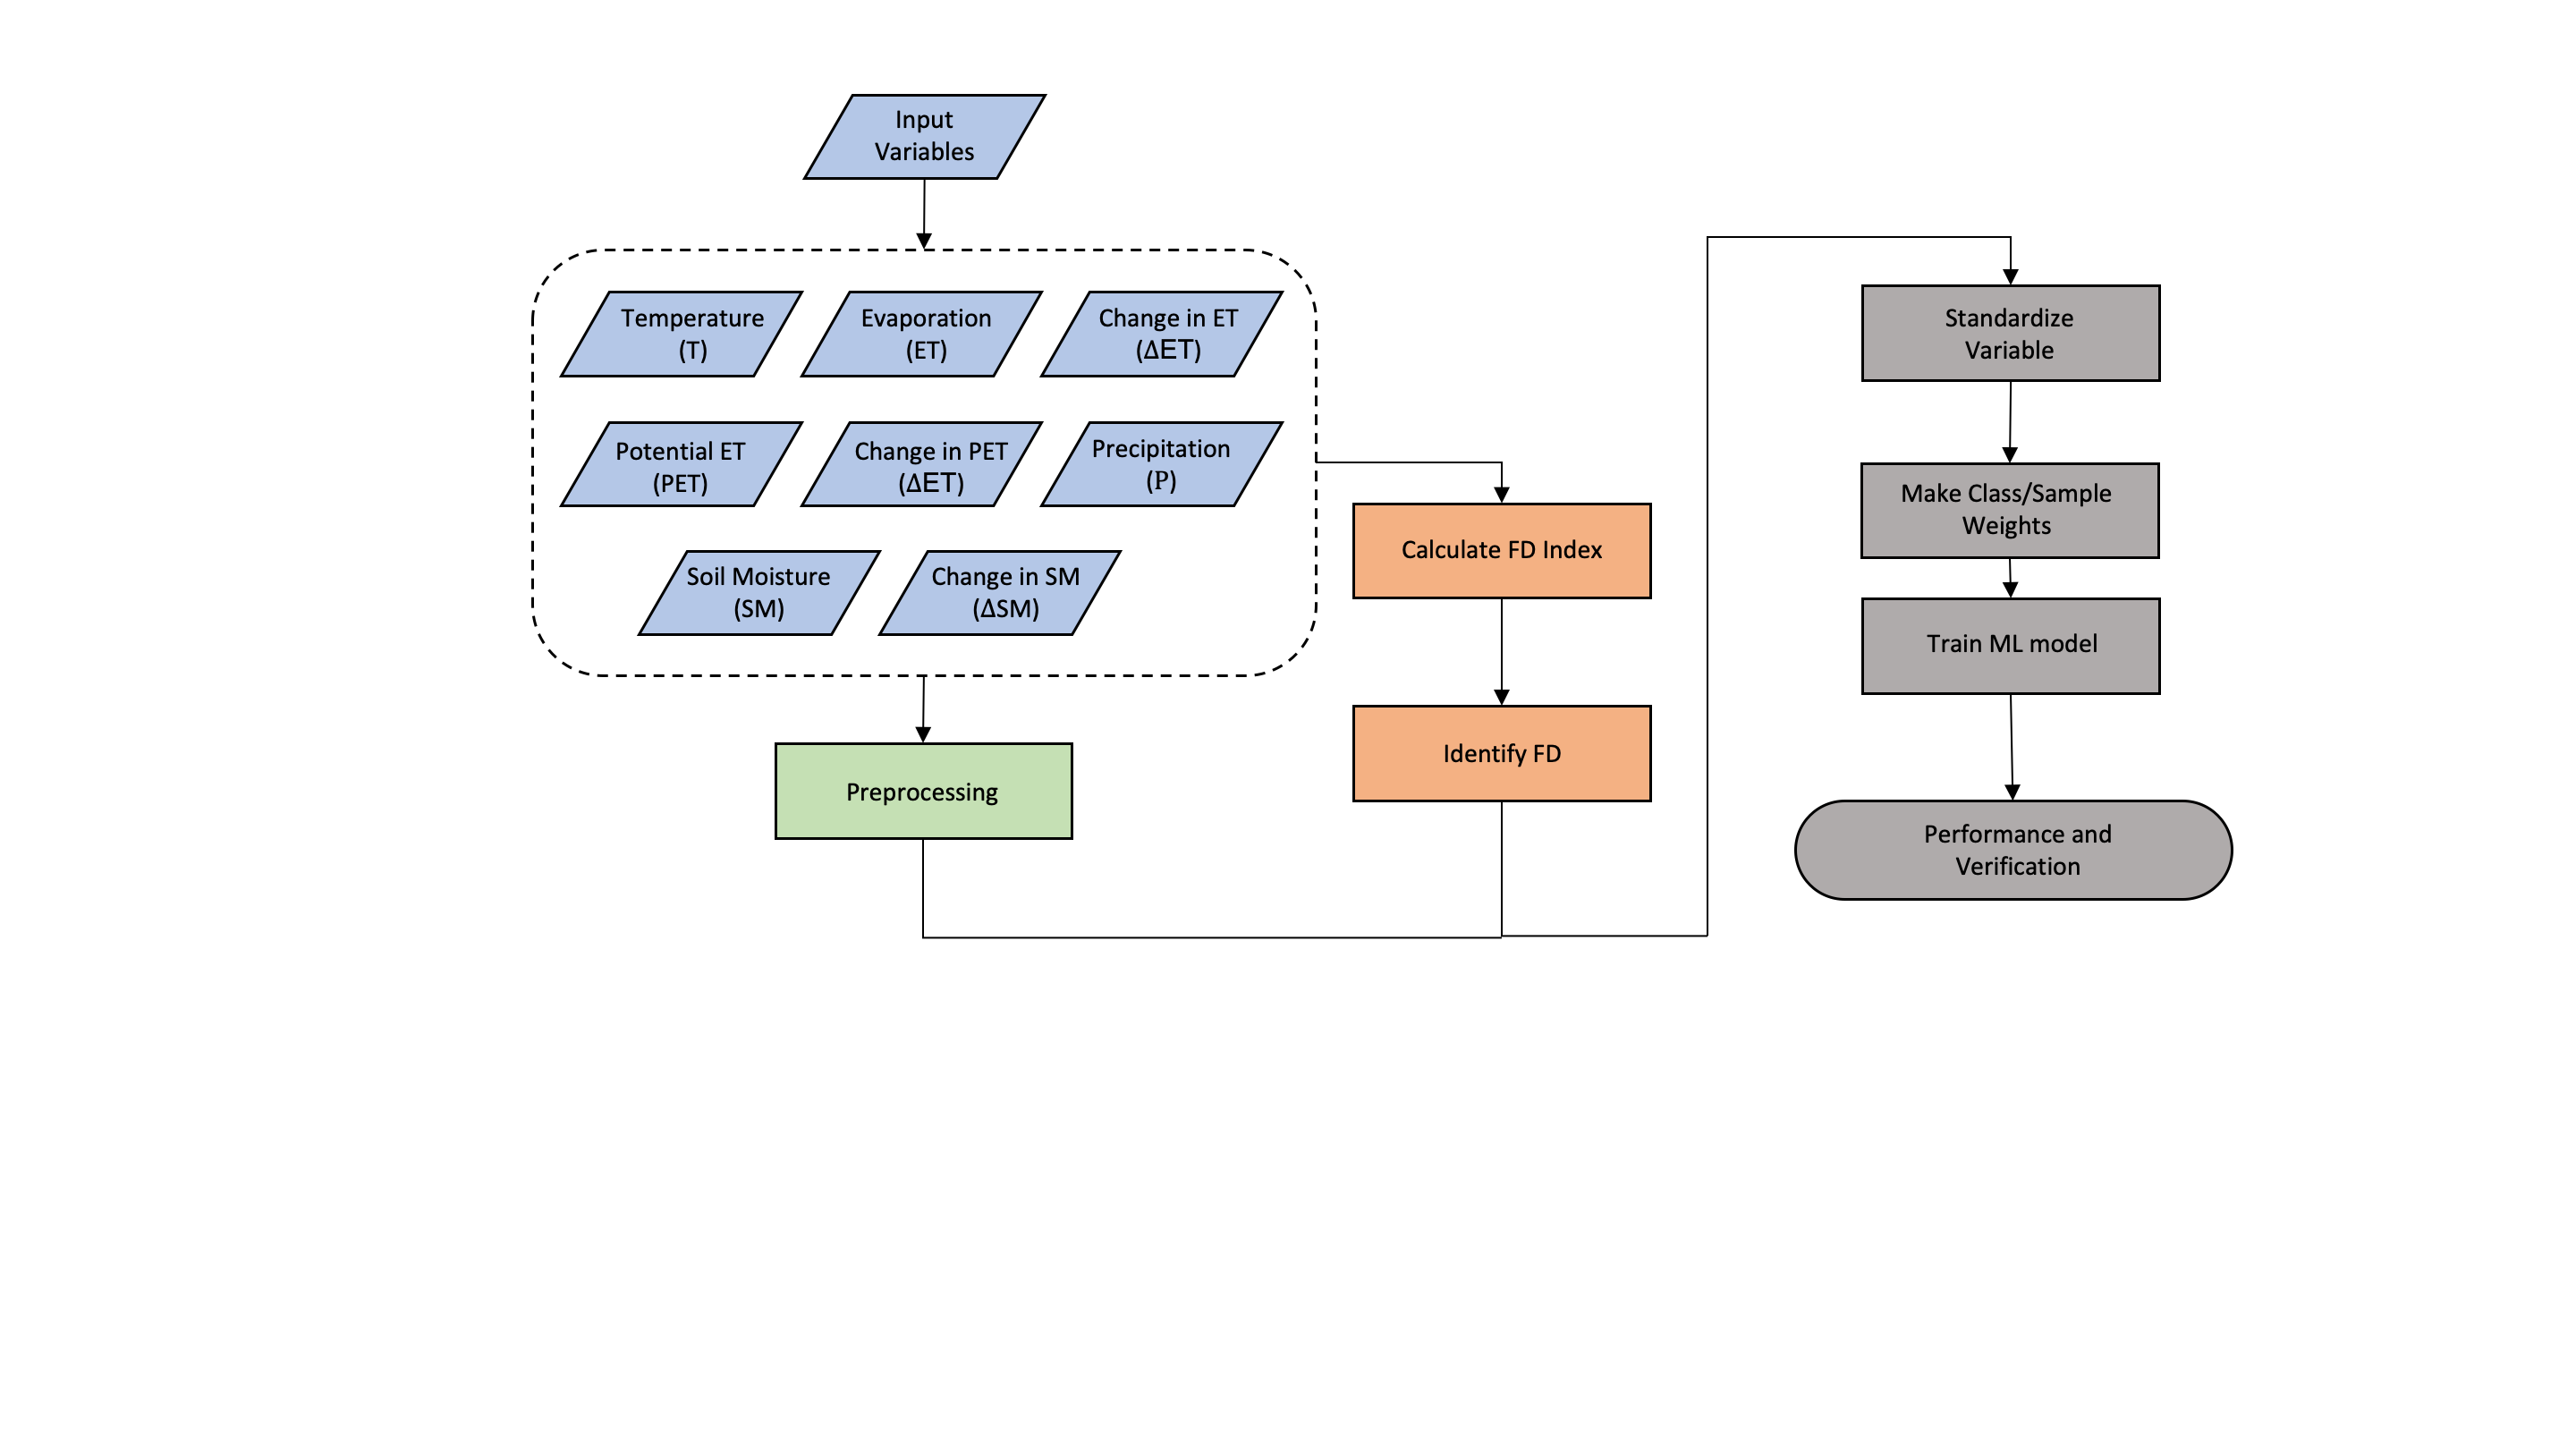 Input
Variables
Temperature
(T)
Evaporation
(ET)
Change in ET
(ΔET)
Potential ET
(PET)
Change in PET
(ΔET)
Precipitation
(P)
Soil Moisture
(SM)
Change in SM
(ΔSM)
Preprocessing
Calculate FD Index
Identify FD
Standardize
Variable
Make Class/Sample
Weights
Train ML model
Performance and
Verification